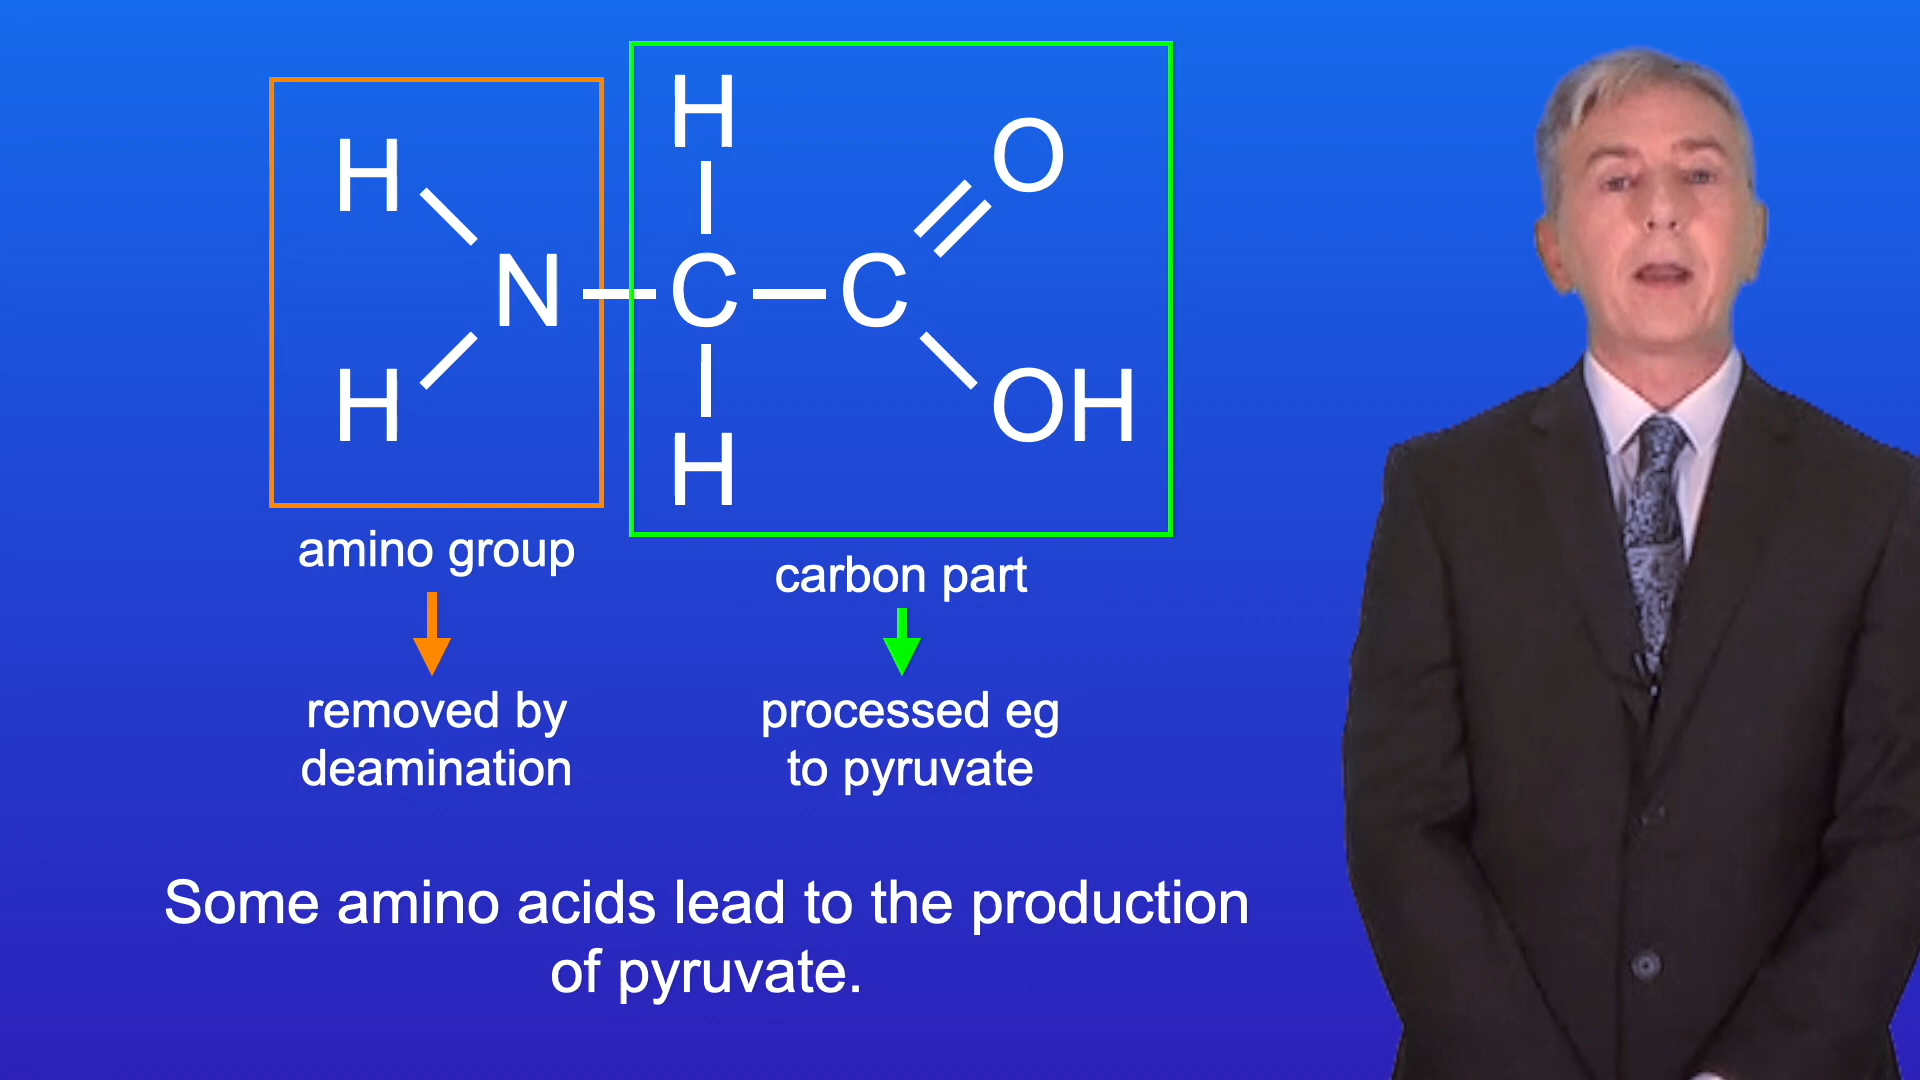 H
H
O
N
C
C
H
OH
H
amino group
carbon part
removed by
deamination
processed eg
to pyruvate
Some amino acids lead to the production
of pyruvate.